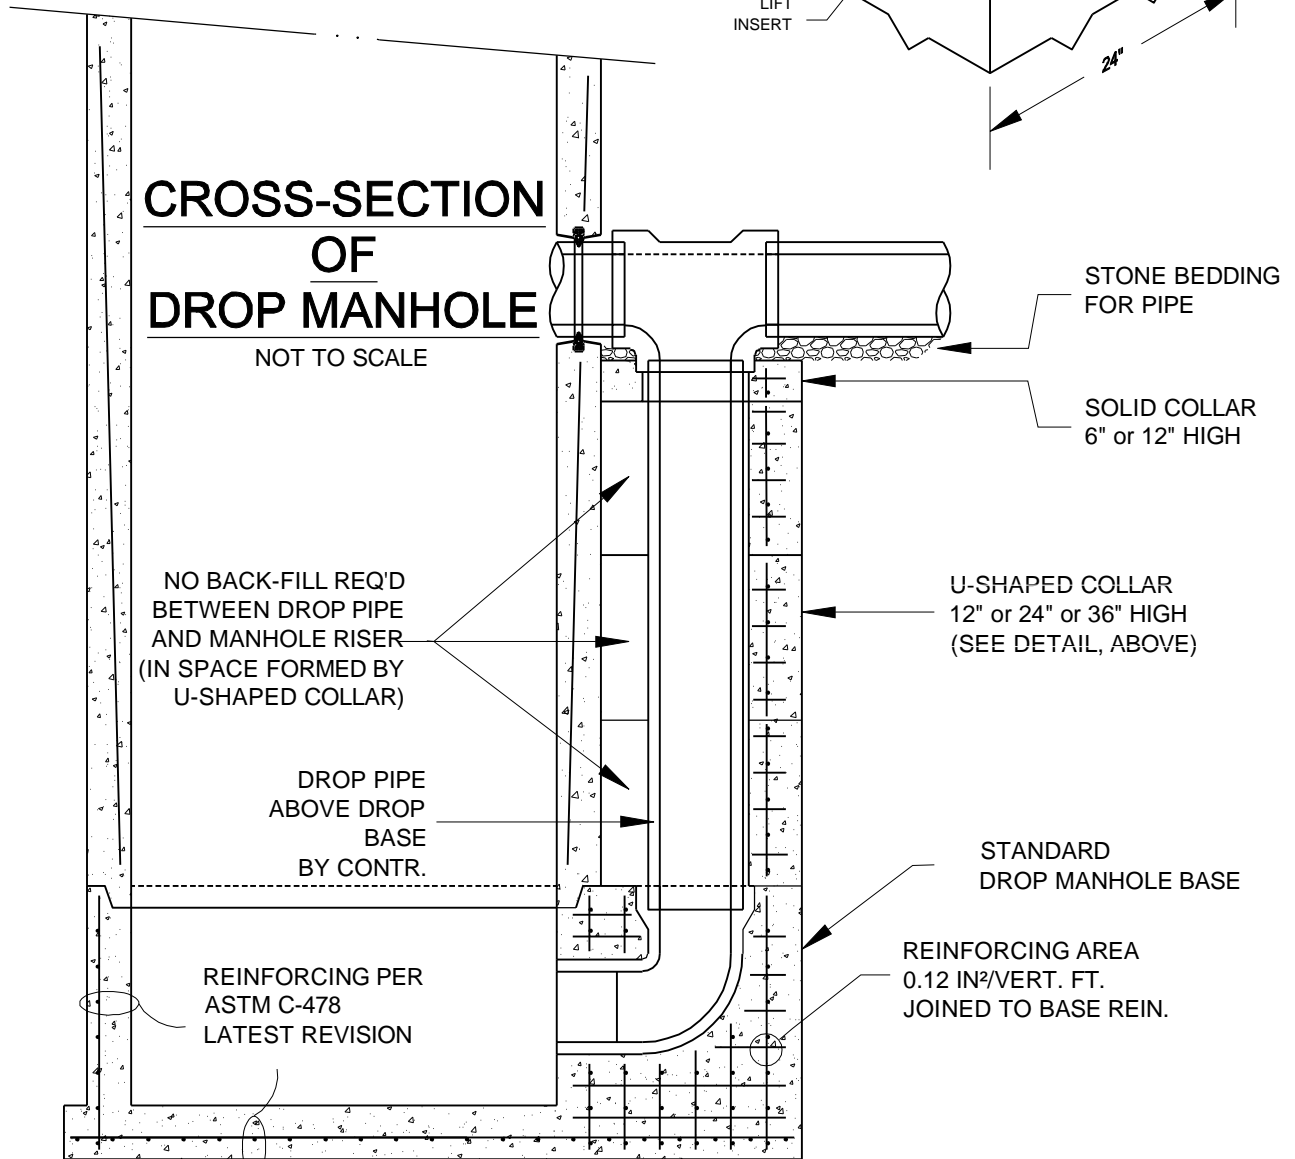 LIFT
INSERT
24"
CROSS-SECTION
OF
DROP MANHOLE
NOT TO SCALE
STONE BEDDING
FOR PIPE
SOLID COLLAR
6" or 12" HIGH
NO BACK-FILL REQ'D
BETWEEN DROP PIPE
AND MANHOLE RISER
(IN SPACE FORMED BY
U-SHAPED COLLAR)
U-SHAPED COLLAR
12" or 24" or 36" HIGH
(SEE DETAIL, ABOVE)
DROP PIPE
ABOVE DROP
BASE
BY CONTR.
STANDARD
DROP MANHOLE BASE
REINFORCING PER
ASTM C-478
LATEST REVISION
REINFORCING AREA
0.12 IN²/VERT. FT.
JOINED TO BASE REIN.